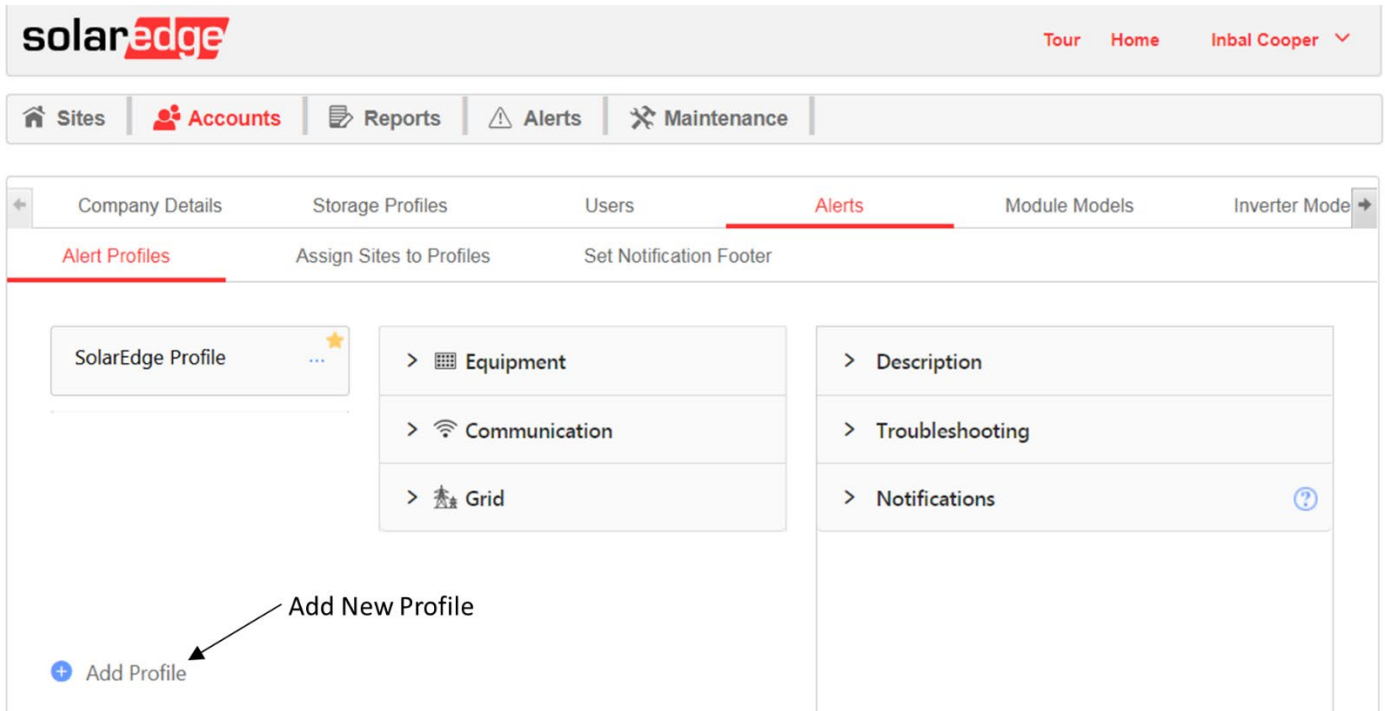 solaredge
Tour Home Inbal Cooper
Sites Accounts Reports Alerts Maintenance
Company Details Storage Profiles Users Alerts Module Models Inverter Mode
Alert Profiles Assign Sites to Profiles Set Notification Footer
SolarEdge Profile ...
Equipment
Communication
Grid
Description
Troubleshooting
Notifications ?
Add New Profile
Add Profile